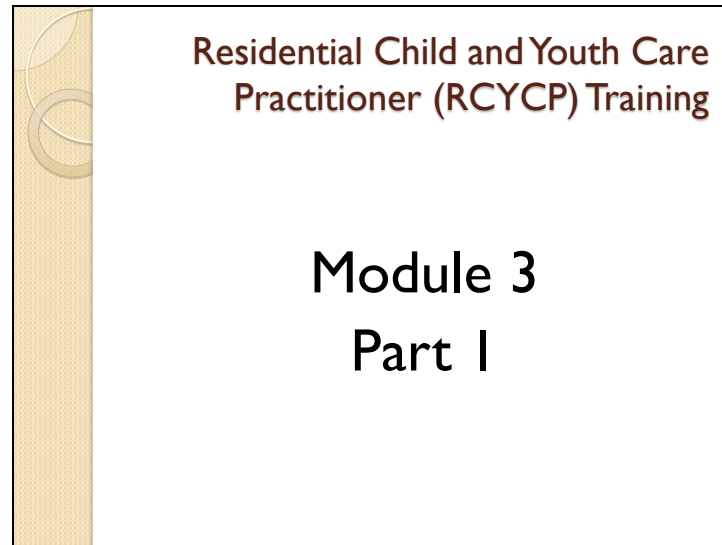 Residential Child and Youth Care
Practitioner (RCYCP) Training
Module 3
Part 1